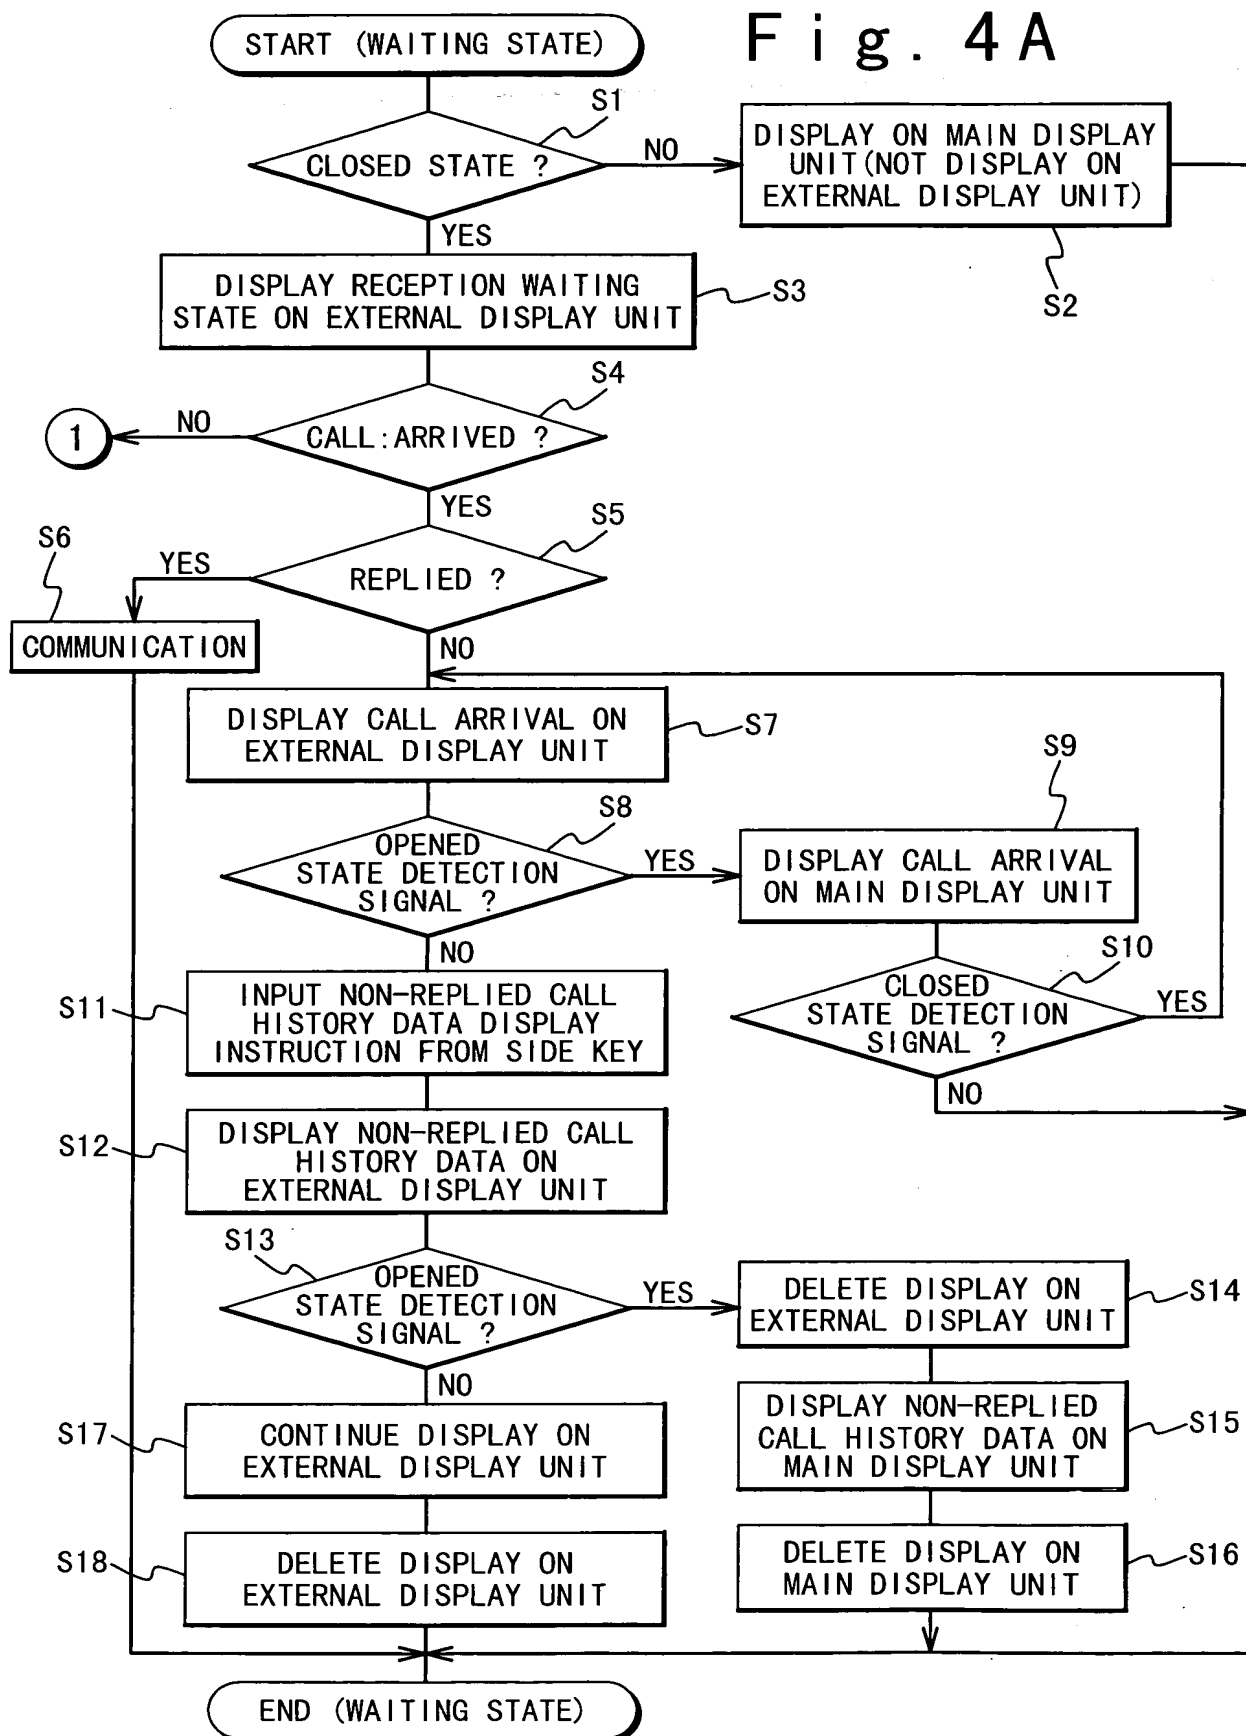 Fig. 4A
START (WAITING STATE)
S1
CLOSED STATE ?
NO
YES
DISPLAY ON MAIN DISPLAY
UNIT(NOT DISPLAY ON
EXTERNAL DISPLAY UNIT)
S2
DISPLAY RECEPTION WAITING
STATE ON EXTERNAL DISPLAY UNIT
S3
S4
CALL:ARRIVED ?
NO
1
YES
S5
REPLIED ?
YES
S6
COMMUNICATION
NO
DISPLAY CALL ARRIVAL ON
EXTERNAL DISPLAY UNIT
S7
S8
OPENED
STATE DETECTION
SIGNAL ?
YES
S9
DISPLAY CALL ARRIVAL
ON MAIN DISPLAY UNIT
S10
CLOSED
STATE DETECTION
SIGNAL ?
YES
NO
NO
S11
INPUT NON-REPLIED CALL
HISTORY DATA DISPLAY
INSTRUCTION FROM SIDE KEY
S12
DISPLAY NON-REPLIED CALL
HISTORY DATA ON
EXTERNAL DISPLAY UNIT
S13
OPENED
STATE DETECTION
SIGNAL ?
YES
DELETE DISPLAY ON
EXTERNAL DISPLAY UNIT
S14
DISPLAY NON-REPLIED
CALL HISTORY DATA ON
MAIN DISPLAY UNIT
S15
DELETE DISPLAY ON
MAIN DISPLAY UNIT
S16
NO
S17
CONTINUE DISPLAY ON
EXTERNAL DISPLAY UNIT
S18
DELETE DISPLAY ON
EXTERNAL DISPLAY UNIT
END (WAITING STATE)